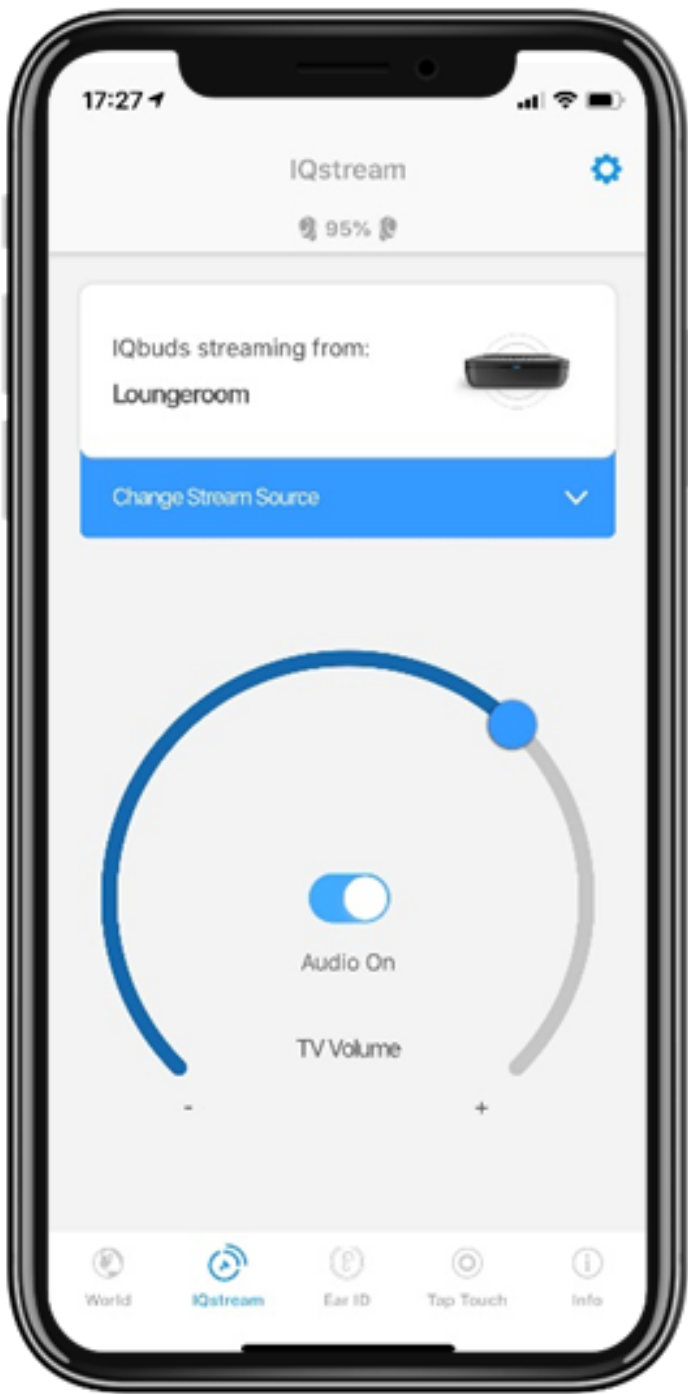 17:27
IQstream
95%
IQbuds streaming from:
Loungeroom
Change Stream Source
Audio On
TV Volume
- +
World IQstream Ear ID Tap Touch Info